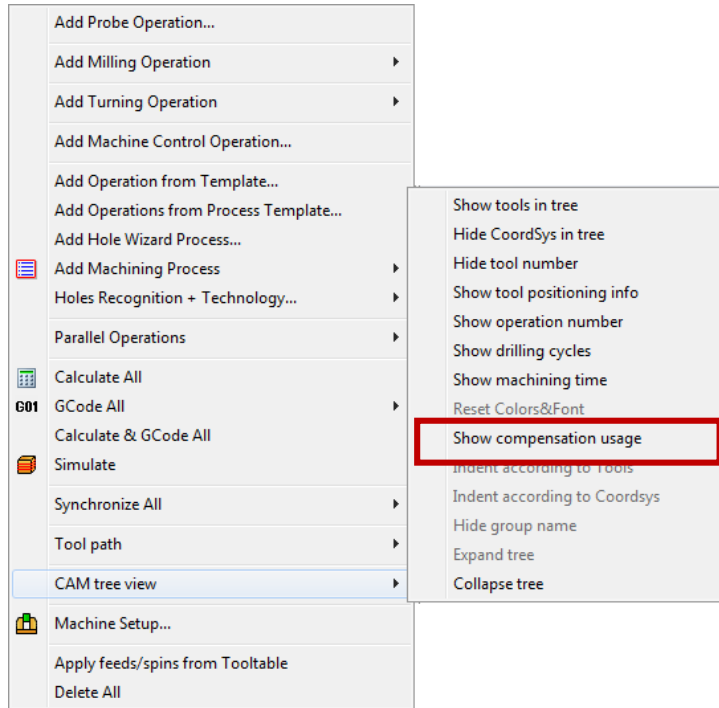 Add Probe Operation...
Add Milling Operation
Add Turning Operation
Add Machine Control Operation...
Add Operation from Template...
Add Operations from Process Template...
Add Hole Wizard Process...
Add Machining Process
Holes Recognition + Technology...
Parallel Operations
Calculate All
G01 GCode All
Calculate & GCode All
Simulate
Synchronize All
Tool path
CAM tree view
Machine Setup...
Apply feeds/spins from Tooltable
Delete All
Show tools in tree
Hide CoordSys in tree
Hide tool number
Show tool positioning info
Show operation number
Show drilling cycles
Show machining time
Reset Colors&Font
Show compensation usage
Indent according to Tools
Indent according to Coordsys
Hide group name
Expand tree
Collapse tree